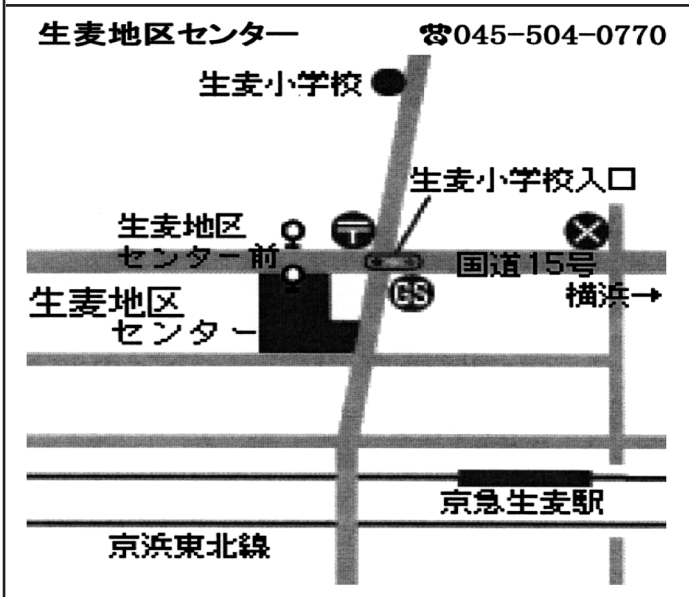 生麦地区センター
☎045-504-0770
生麦小学校
生麦小学校入口
生麦地区
センター前
〒
国道15号
GS
横浜→
生麦地区
センター
京急生麦駅
京浜東北線